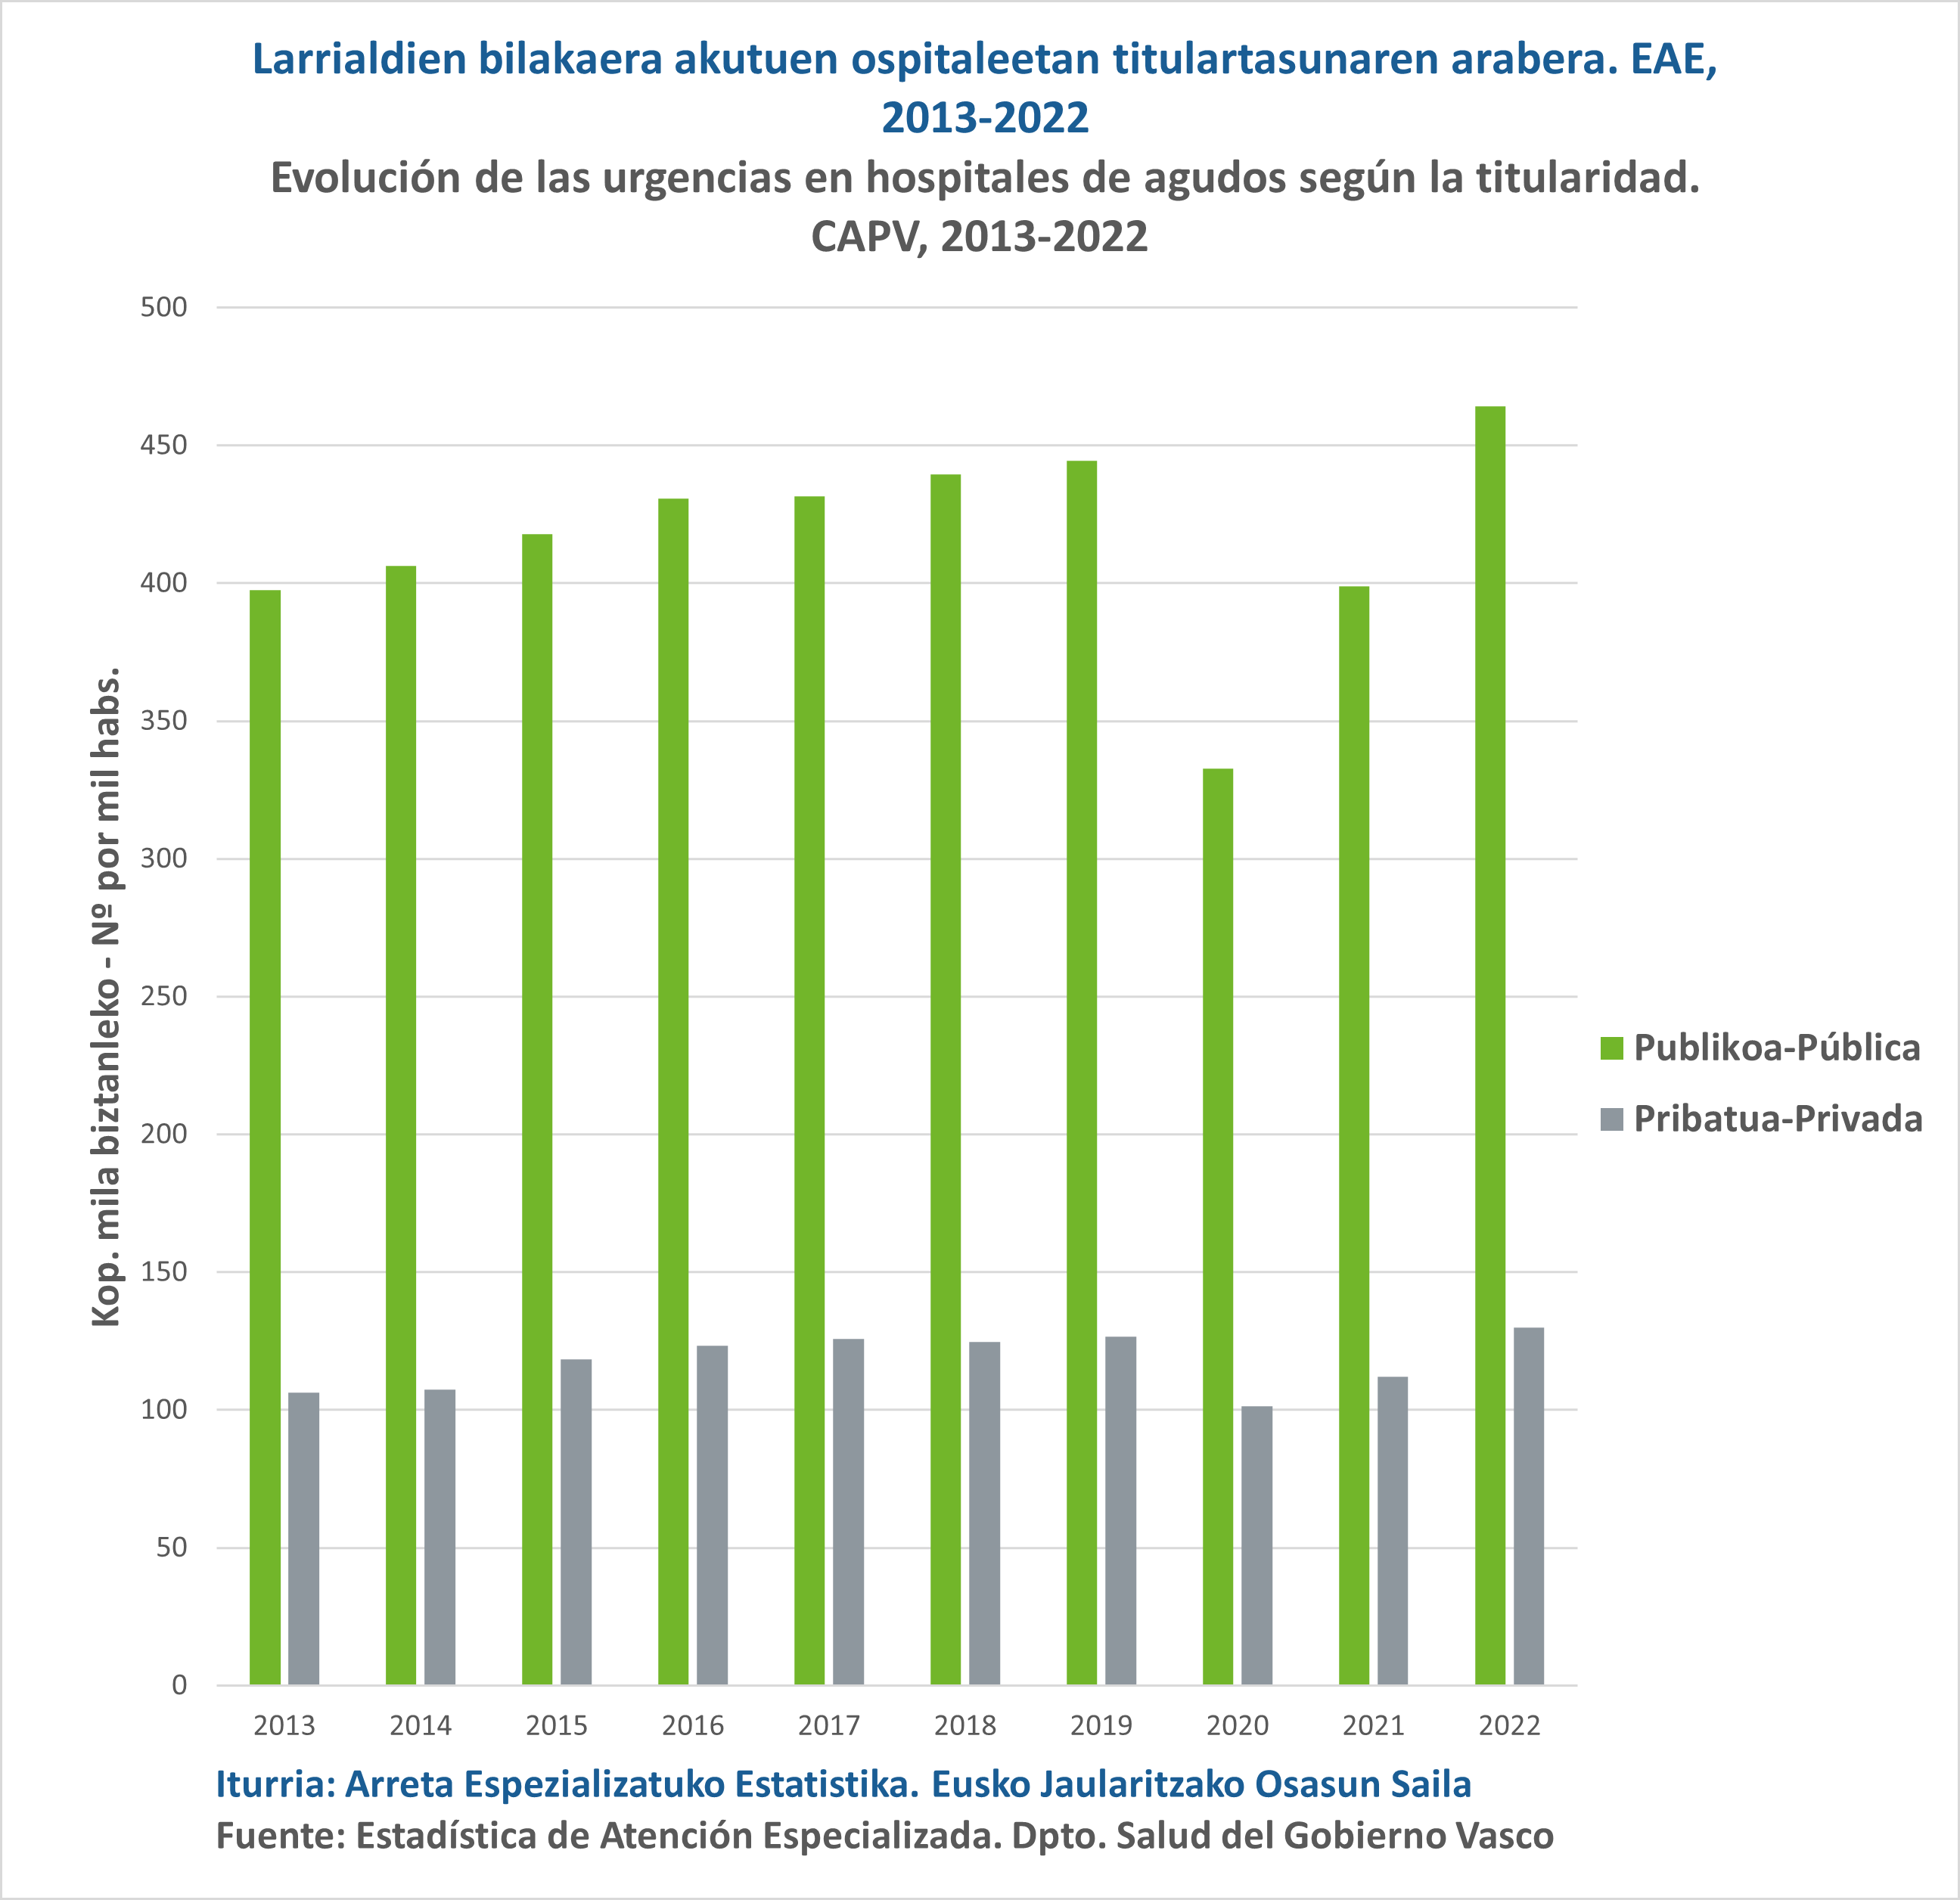 Larrialdien bilakaera akutuen ospitaleetan titulartasunaren arabera. EAE,
2013-2022
Evolución de las urgencias en hospitales de agudos según la titularidad.
CAPV, 2013-2022
Kop. mila biztanleko - Nº por mil habs.
500
450
400
350
300
250
200
150
100
50
0
2013 2014 2015 2016 2017 2018 2019 2020 2021 2022
Publikoa-Pública
Pribatua-Privada
Iturria: Arreta Espezializatuko Estatistika. Eusko Jaularitzako Osasun Saila
Fuente: Estadística de Atención Especializada. Dpto. Salud del Gobierno Vasco